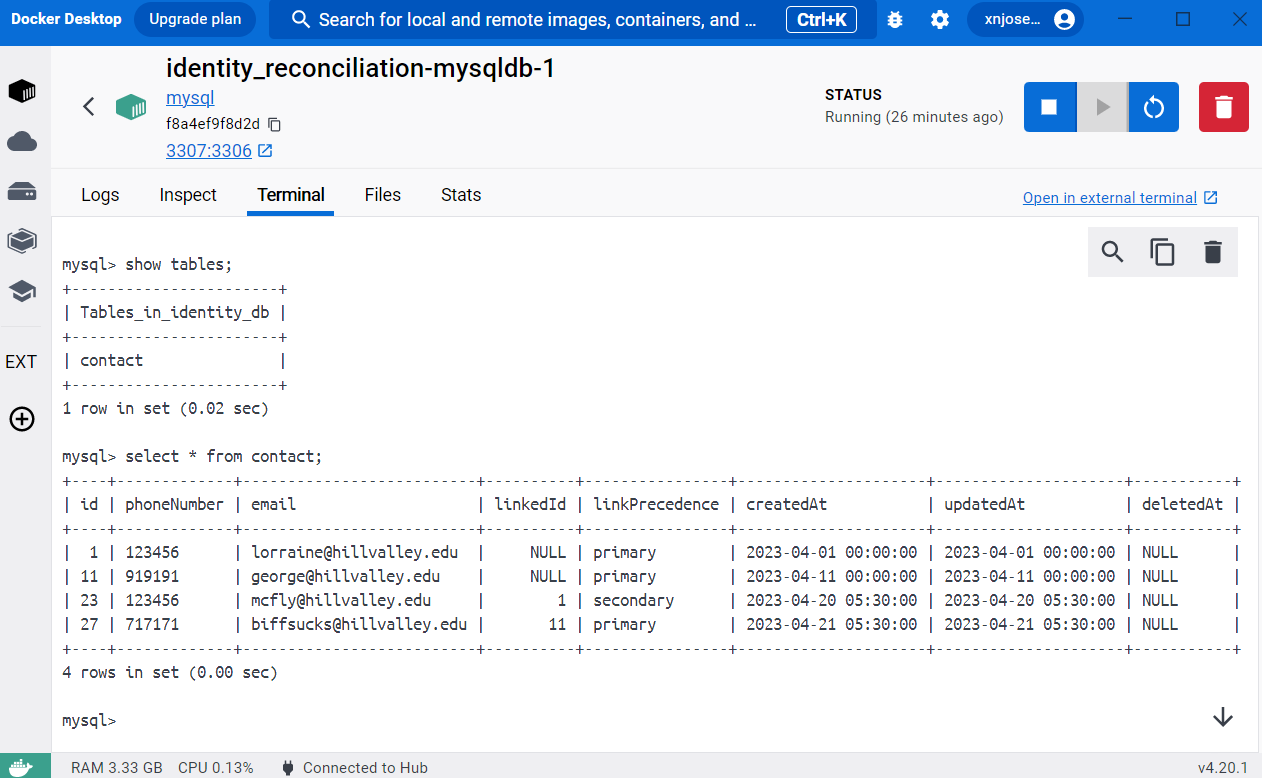 Docker Desktop Upgrade plan Search for local and remote images, containers, and ... Ctrl+K xnjose...
identity_reconciliation-mysqldb-1
mysql
f8a4ef9f8d2d
3307:3306
STATUS
Running (26 minutes ago)
Logs Inspect Terminal Files Stats
Open in external terminal
EXT
mysql> show tables;
+-----------------------+
| Tables_in_identity_db |
+-----------------------+
| contact               |
+-----------------------+
1 row in set (0.02 sec)
mysql> select * from contact;
+----+-------------+--------------------------+----------+----------------+---------------------+---------------------+-----------+
| id | phoneNumber | email                    | linkedId | linkPrecedence | createdAt           | updatedAt           | deletedAt |
+----+-------------+--------------------------+----------+----------------+---------------------+---------------------+-----------+
|  1 | 123456      | lorraine@hillvalley.edu  |     NULL | primary        | 2023-04-01 00:00:00 | 2023-04-01 00:00:00 | NULL      |
| 11 | 919191      | george@hillvalley.edu    |     NULL | primary        | 2023-04-11 00:00:00 | 2023-04-11 00:00:00 | NULL      |
| 23 | 123456      | mcfly@hillvalley.edu     |        1 | secondary      | 2023-04-20 05:30:00 | 2023-04-20 05:30:00 | NULL      |
| 27 | 717171      | biffsucks@hillvalley.edu |       11 | primary        | 2023-04-21 05:30:00 | 2023-04-21 05:30:00 | NULL      |
+----+-------------+--------------------------+----------+----------------+---------------------+---------------------+-----------+
4 rows in set (0.00 sec)
mysql>
RAM 3.33 GB CPU 0.13% Connected to Hub v4.20.1